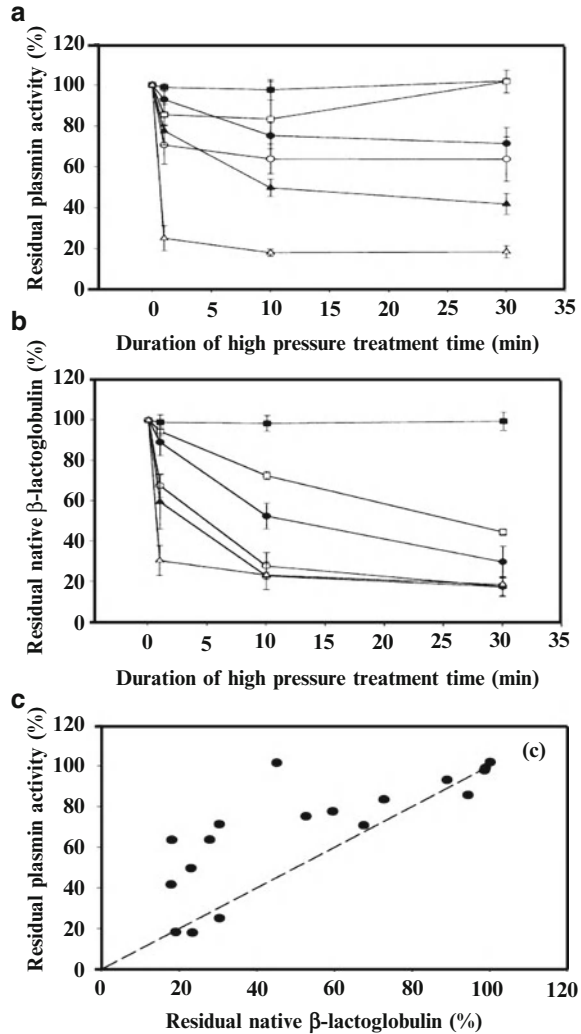 a
120
100
80
60
40
20
0
Residual plasmin activity (%)
0 5 10 15 20 25 30 35
Duration of high pressure treatment time (min)
b
120
100
80
60
40
20
0
Residual native β-lactoglobulin (%)
0 5 10 15 20 25 30 35
Duration of high pressure treatment time (min)
c
(c)
120
100
80
60
40
20
0
Residual plasmin activity (%)
20 40 60 80 100 120
Residual native β-lactoglobulin (%)